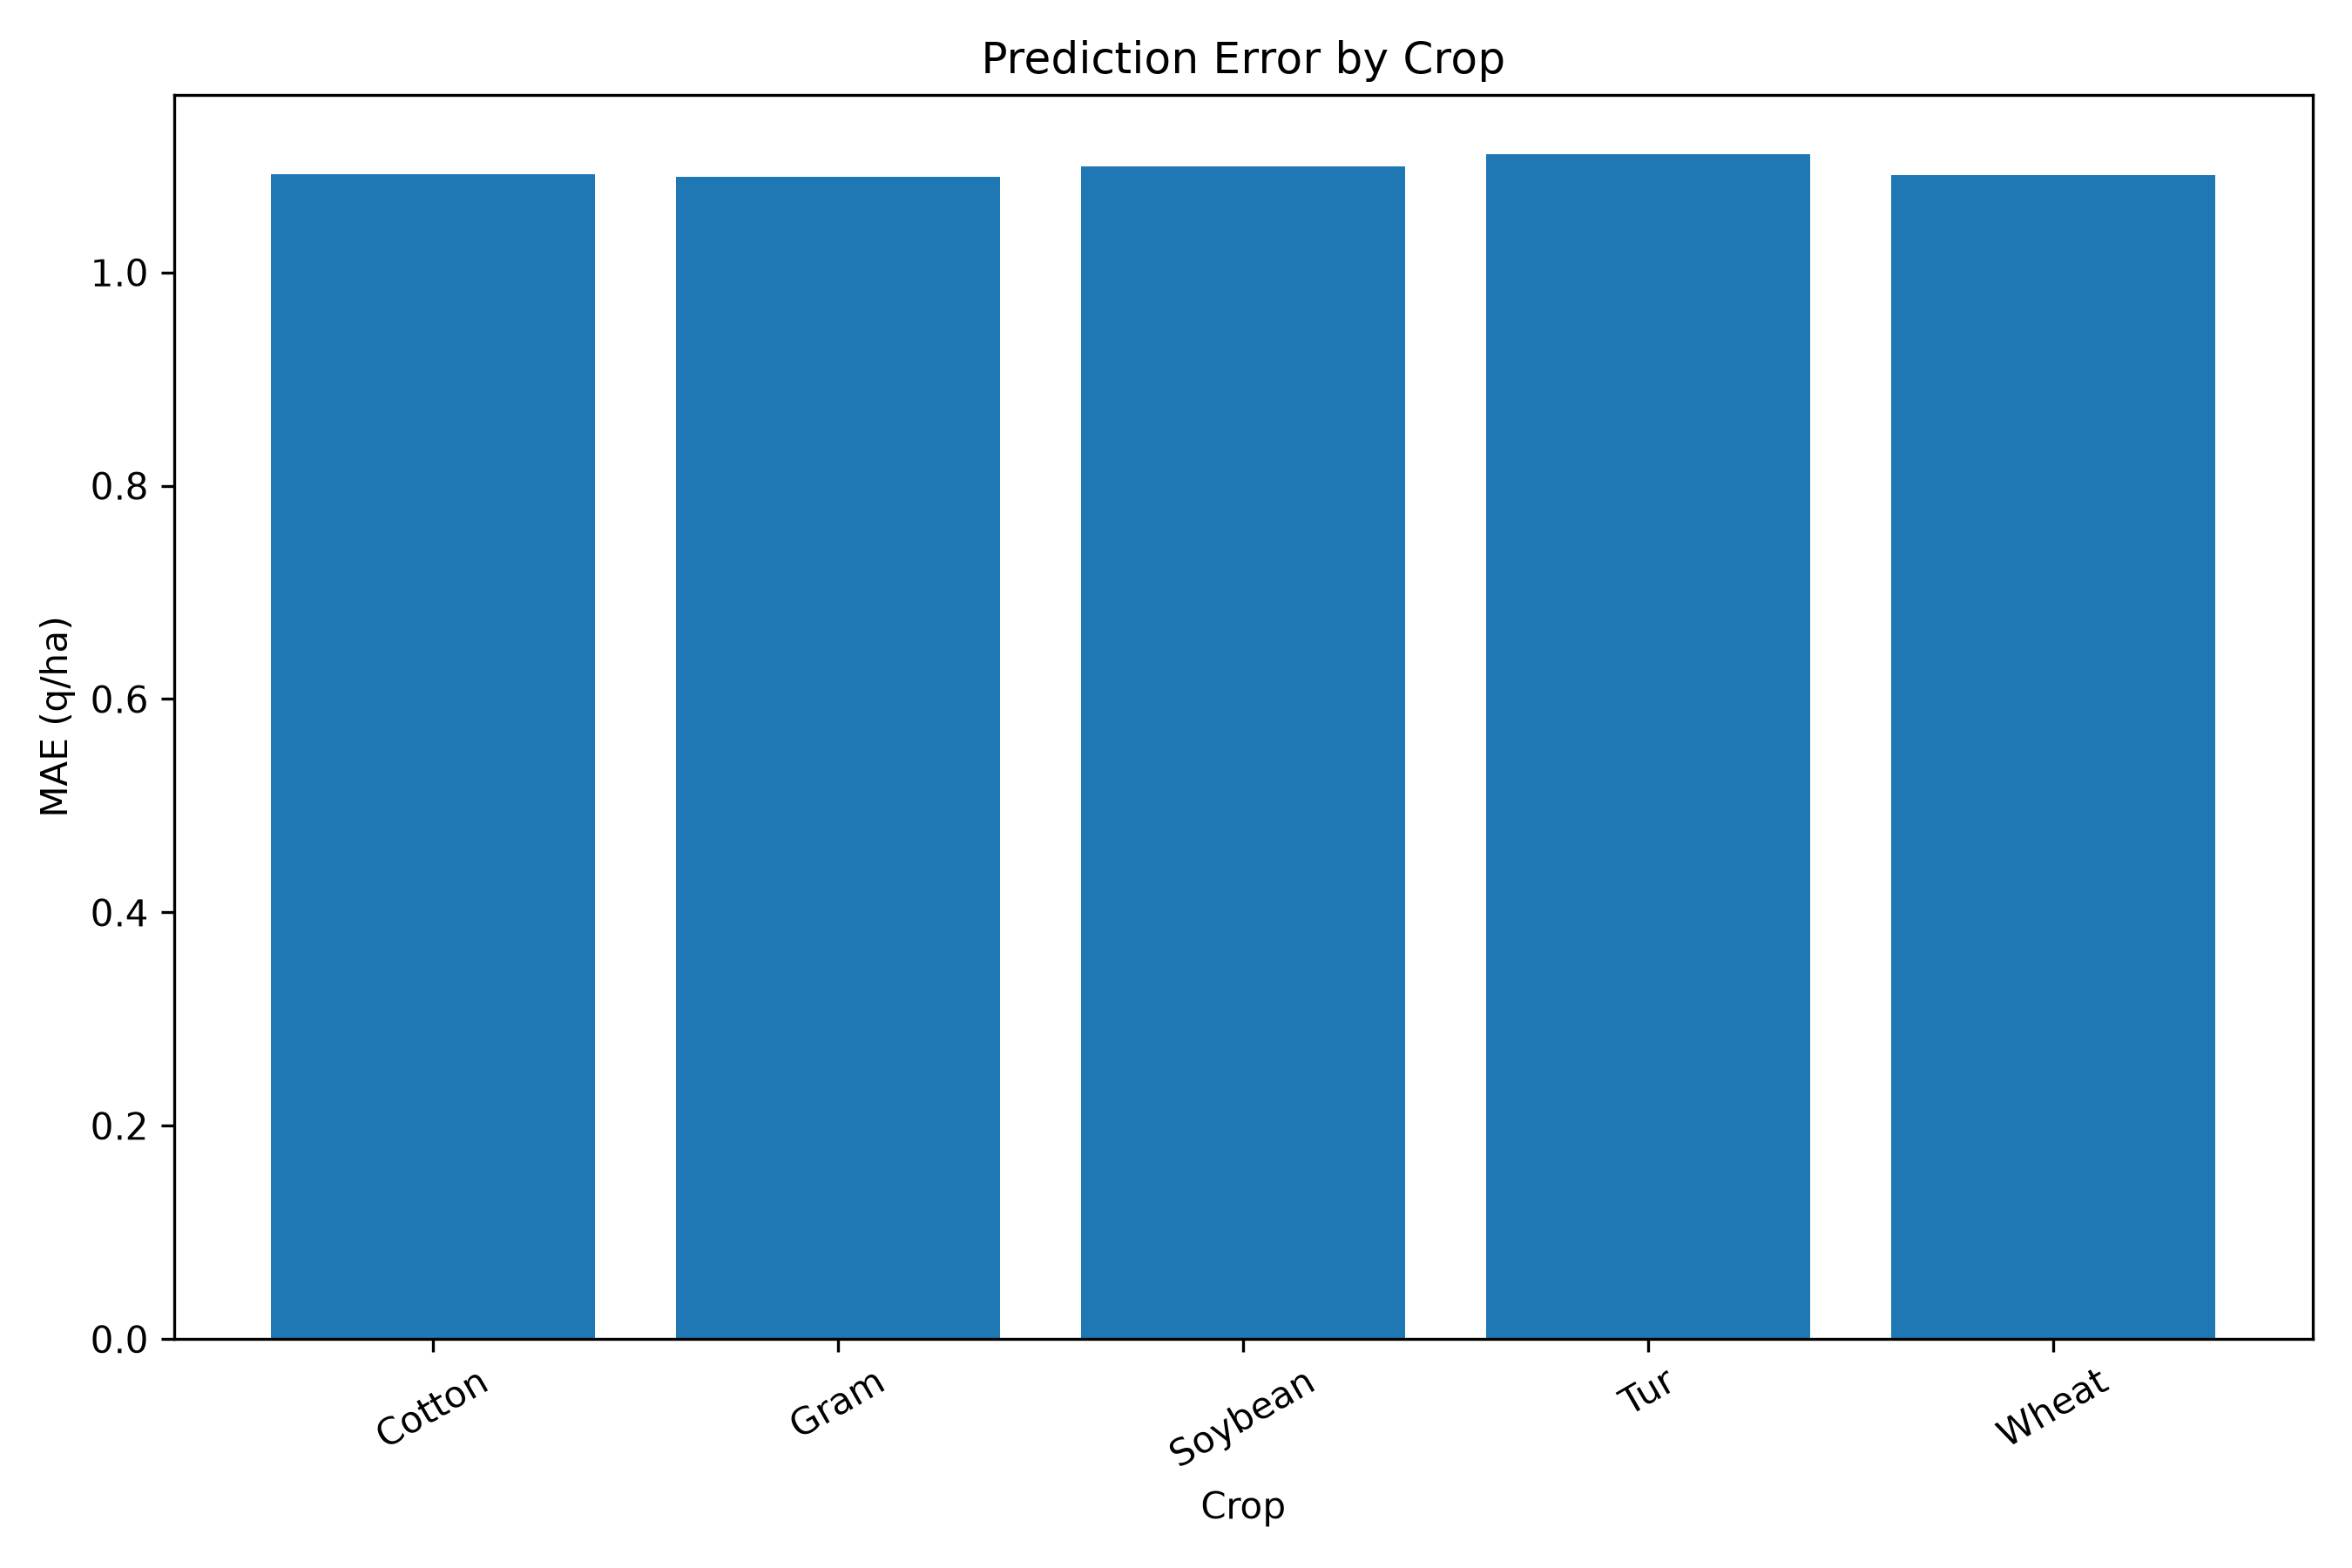 Prediction Error by Crop
MAE (q/ha)
1.0
0.8
0.6
0.4
0.2
0.0
Cotton
Gram
Soybean
Tur
Wheat
Crop